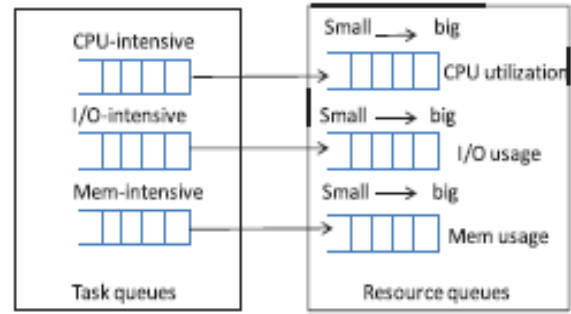 CPU-intensive
I/O-intensive
Mem-intensive
Task queues
Small big
CPU utilization
Small big
I/O usage
Small big
Mem usage
Resource queues